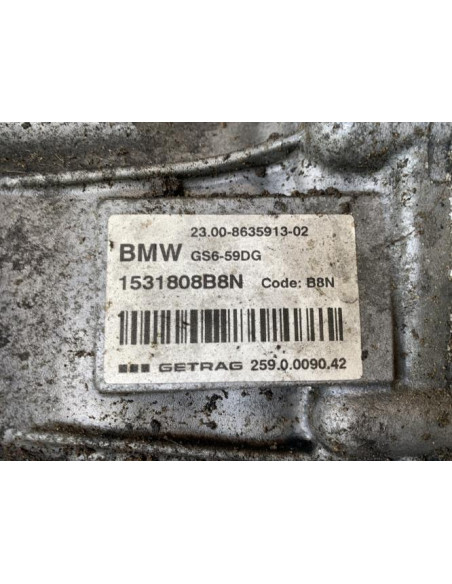 23.00-8635913-02
BMW GS6-59DG
1531808B8N Code: B8N
GETRAG 259.0.0090.42